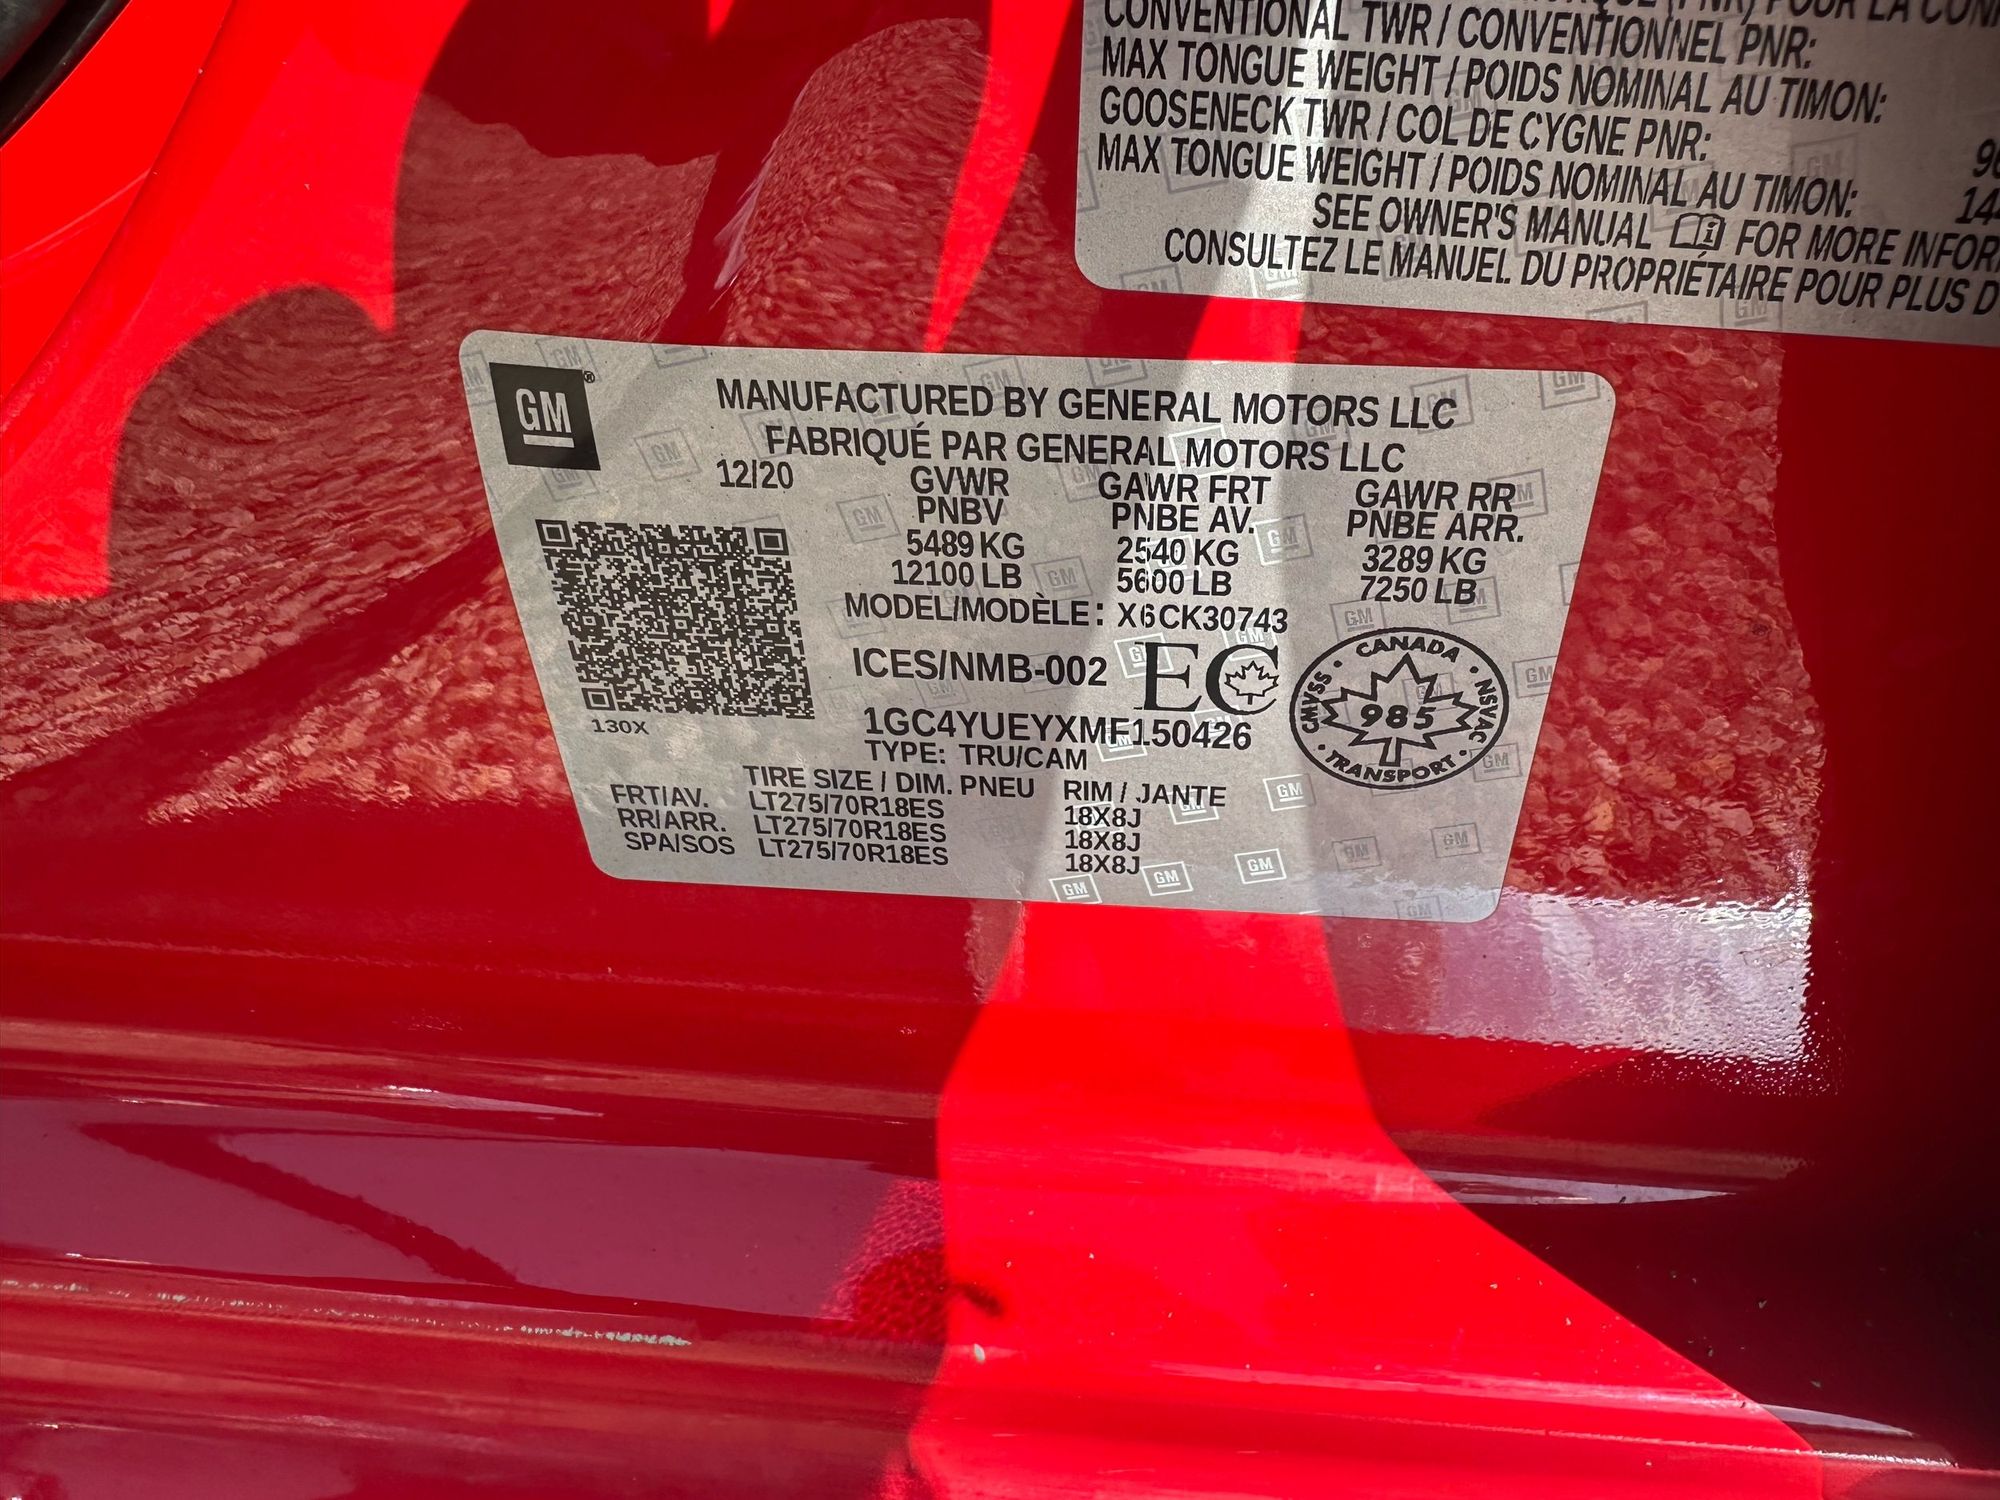 CONVENTIONAL TWR / CONVENTIONNEL PNR:
MAX TONGUE WEIGHT / POIDS NOMINAL AU TIMON:
GOOSENECK TWR / COL DE CYGNE PNR:
MAX TONGUE WEIGHT / POIDS NOMINAL AU TIMON:
SEE OWNER'S MANUAL FOR MORE
CONSULTEZ LE MANUEL DU PROPRIÉTAIRE POUR PLUS
GM
MANUFACTURED BY GENERAL MOTORS LLC
FABRIQUÉ PAR GENERAL MOTORS LLC
12/20 GVWR GAWR FRT GAWR RR
PNBV PNBE AV. PNBE ARR.
5489 KG 2540 KG 3289 KG
12100 LB 5600 LB 7250 LB
MODEL/MODÈLE: X6CK30743
ICES/NMB-002 EC
CANADA CMVSS 985 NSVAC TRANSPORT
130X
1GC4YUEYXMF150426
TYPE: TRU/CAM
TIRE SIZE / DIM. PNEU RIM / JANTE
FRT/AV. LT275/70R18ES 18X8J
RR/ARR. LT275/70R18ES 18X8J
SPA/SOS LT275/70R18ES 18X8J